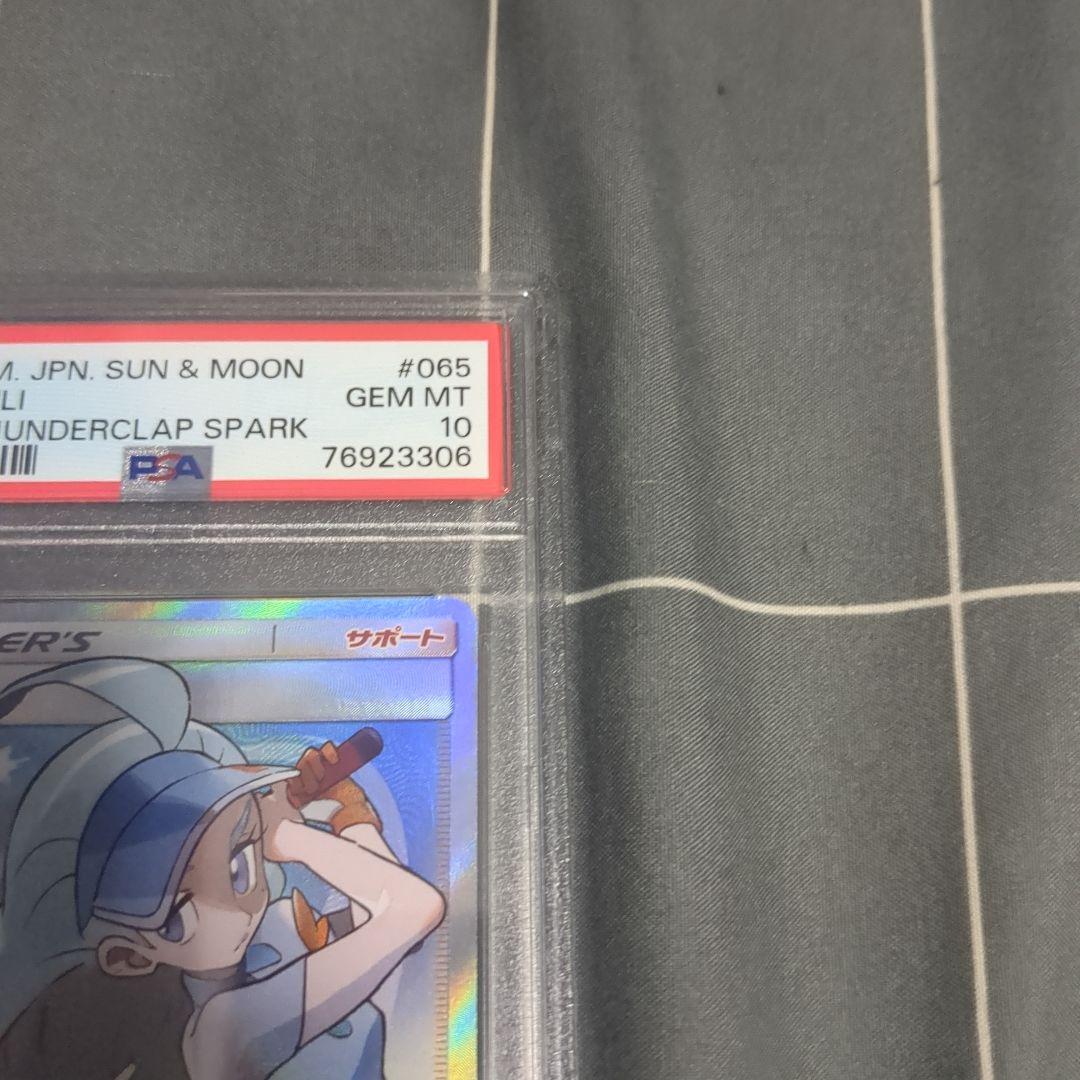 M. JPN. SUN & MOON #065
LI GEM MT
UNDERCLAP SPARK 10
PSA 76923306
ER'S サポート